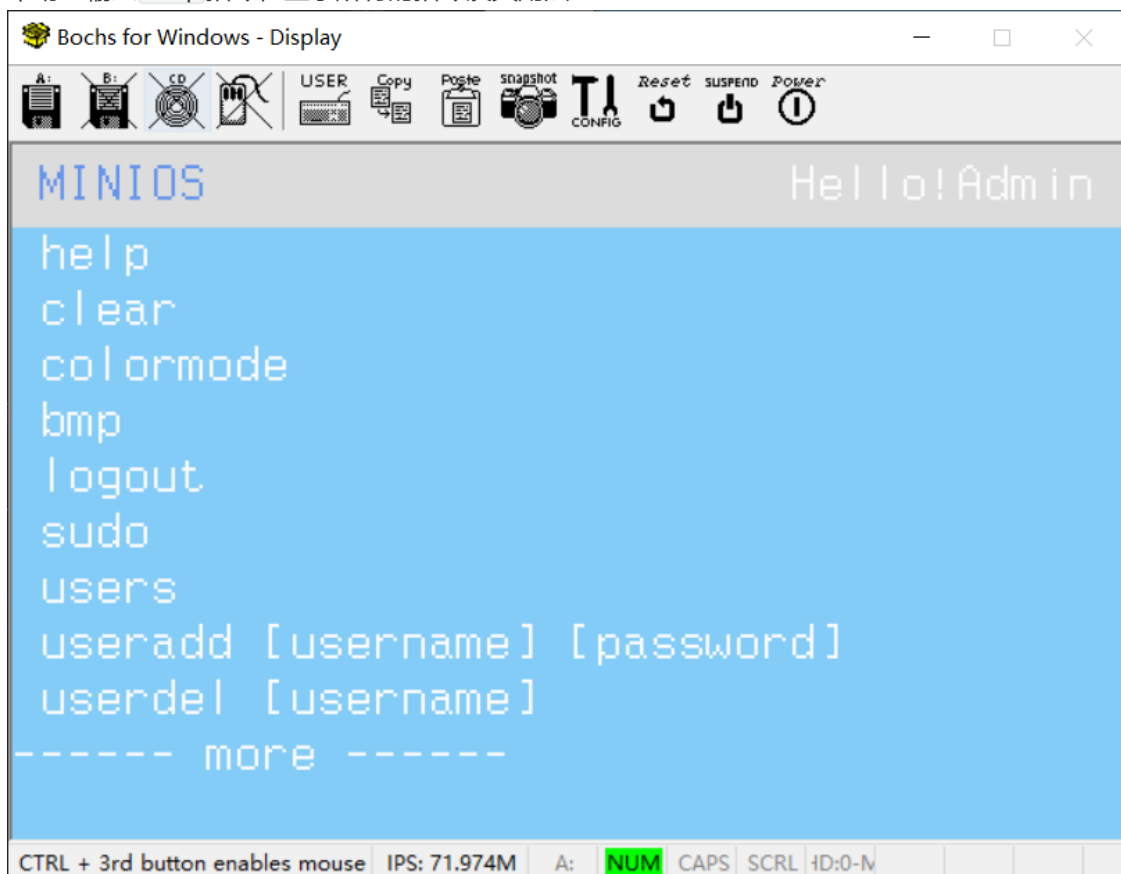 Bochs for Windows - Display
A: B: CD USER Copy Paste snapshot CONFIG Reset SUSPEND Power
MINIOS Hello!Admin
help
clear
colormode
bmp
logout
sudo
users
useradd [username] [password]
userdel [username]
------ more ------
CTRL + 3rd button enables mouse IPS: 71.974M A: NUM CAPS SCRL HD:0-M